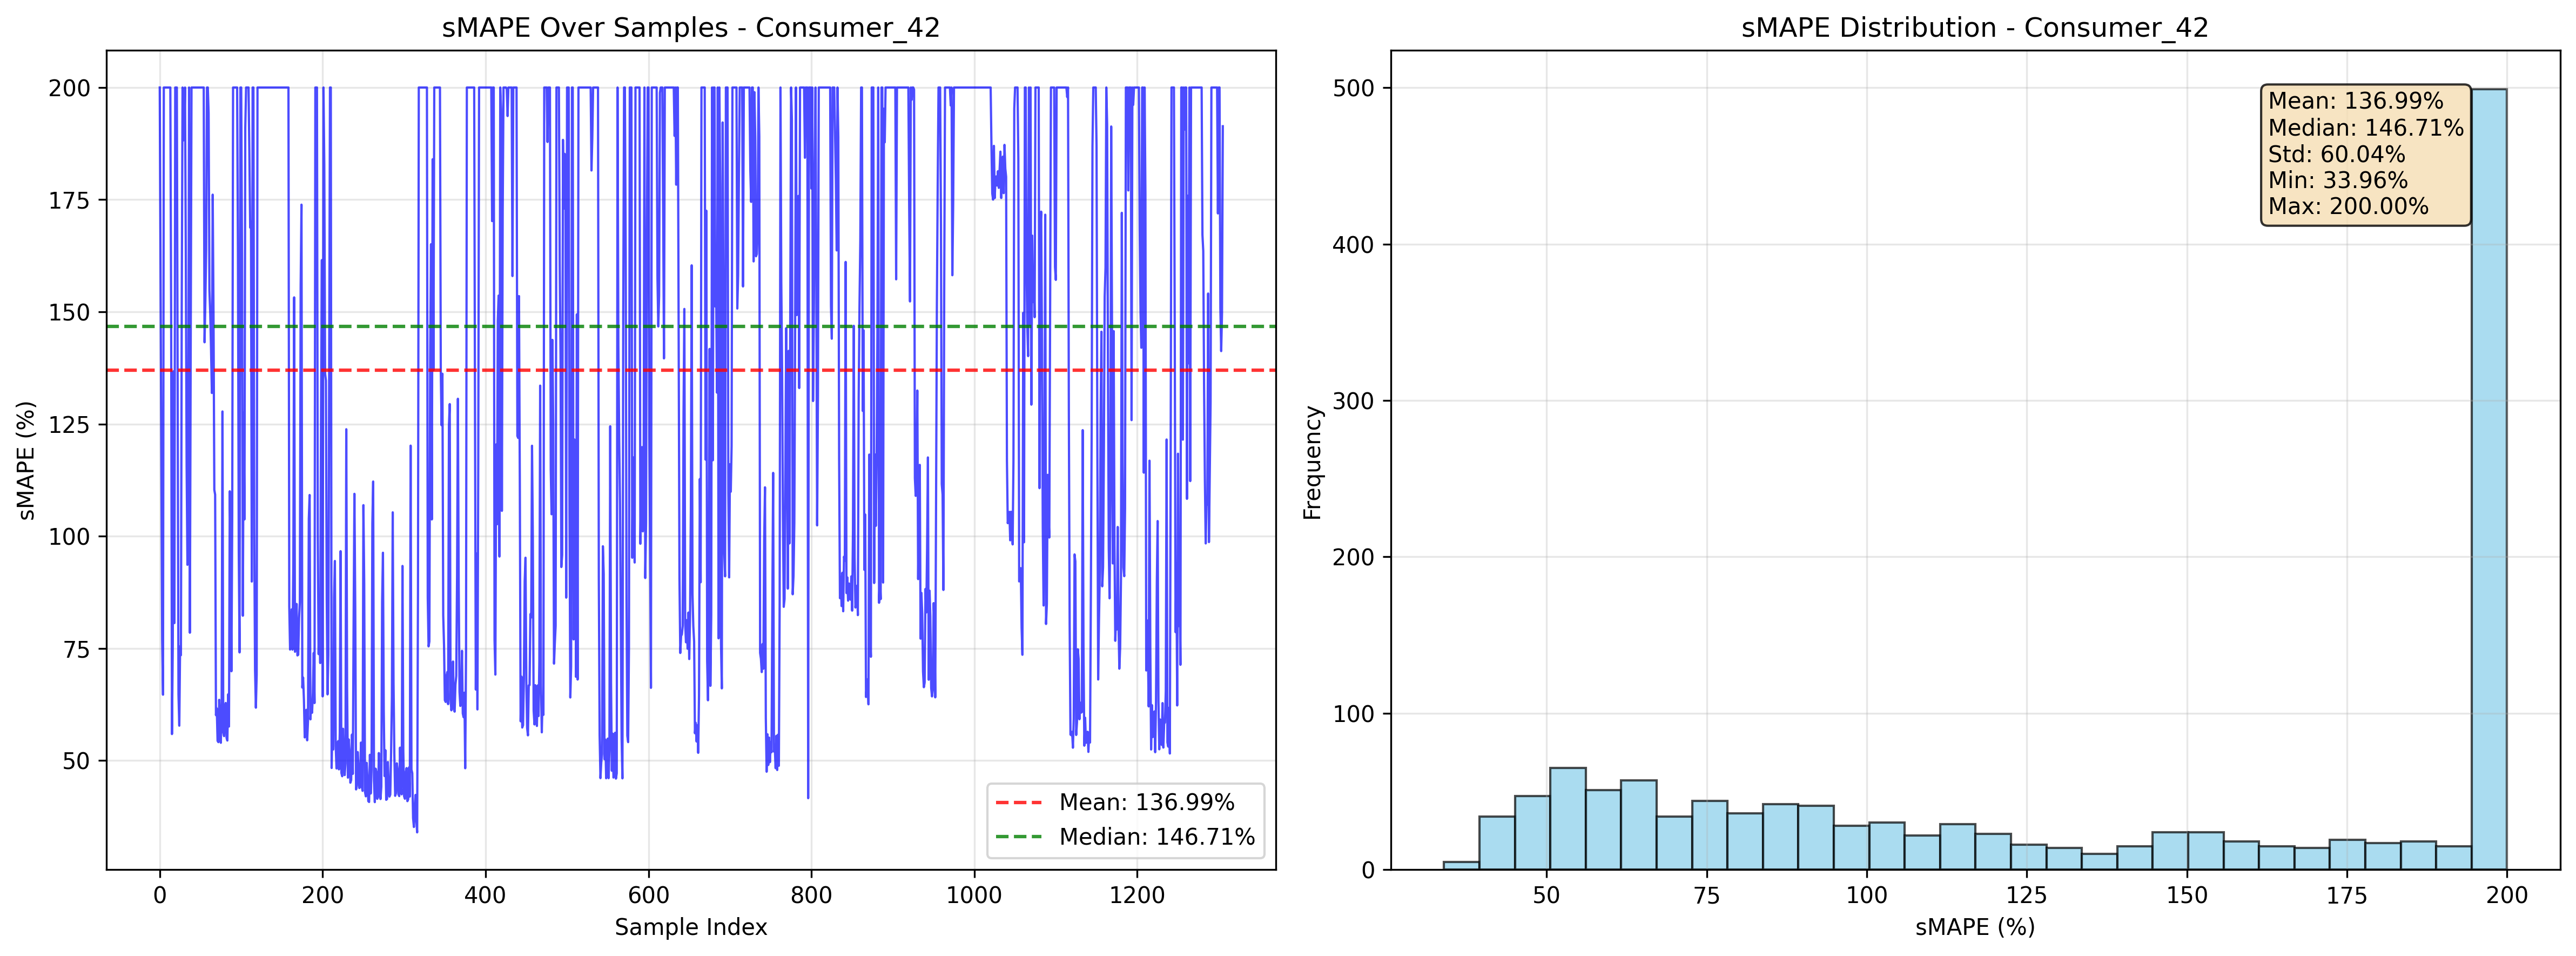 sMAPE Over Samples - Consumer_42
200
175
150
125
100
75
50
sMAPE (%)
0
200
400
600
800
1000
1200
Sample Index
Mean: 136.99%
Median: 146.71%
sMAPE Distribution - Consumer_42
500
400
300
200
100
0
Frequency
50
75
100
125
150
175
200
sMAPE (%)
Mean: 136.99%
Median: 146.71%
Std: 60.04%
Min: 33.96%
Max: 200.00%